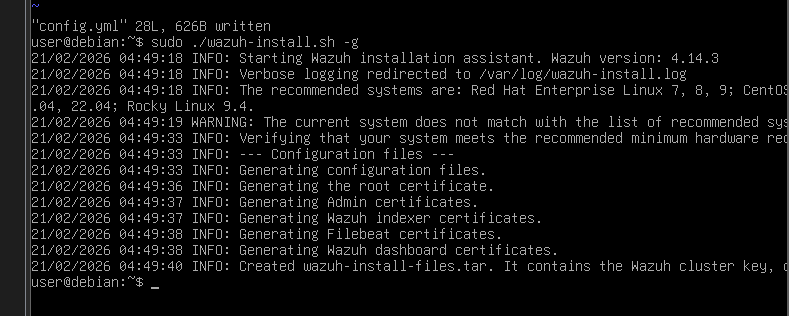 ~
"config.yml" 28L, 626B written
user@debian:~$ sudo ./wazuh-install.sh -g
21/02/2026 04:49:18 INFO: Starting Wazuh installation assistant. Wazuh version: 4.14.3
21/02/2026 04:49:18 INFO: Verbose logging redirected to /var/log/wazuh-install.log
21/02/2026 04:49:18 INFO: The recommended systems are: Red Hat Enterprise Linux 7, 8, 9; CentOS
.04, 22.04; Rocky Linux 9.4.
21/02/2026 04:49:19 WARNING: The current system does not match with the list of recommended sys
21/02/2026 04:49:33 INFO: Verifying that your system meets the recommended minimum hardware req
21/02/2026 04:49:33 INFO: --- Configuration files ---
21/02/2026 04:49:33 INFO: Generating configuration files.
21/02/2026 04:49:36 INFO: Generating the root certificate.
21/02/2026 04:49:37 INFO: Generating Admin certificates.
21/02/2026 04:49:37 INFO: Generating Wazuh indexer certificates.
21/02/2026 04:49:38 INFO: Generating Filebeat certificates.
21/02/2026 04:49:38 INFO: Generating Wazuh dashboard certificates.
21/02/2026 04:49:40 INFO: Created wazuh-install-files.tar. It contains the Wazuh cluster key,
user@debian:~$ _